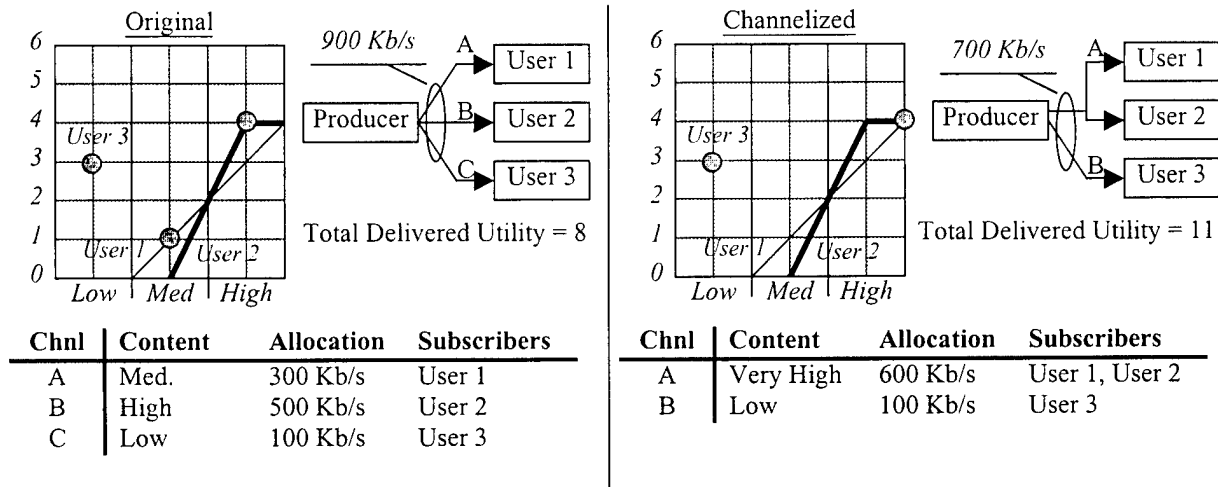 Original
6
5
4
3
2
1
0
User 3
User 1
User 2
Low Med High
900 Kb/s
A
B
C
Producer
User 1
User 2
User 3
Total Delivered Utility = 8
Chnl Content Allocation Subscribers
A Med. 300 Kb/s User 1
B High 500 Kb/s User 2
C Low 100 Kb/s User 3
Channelized
6
5
4
3
2
1
0
User 3
User 1
User 2
Low Med High
700 Kb/s
A
B
Producer
User 1
User 2
User 3
Total Delivered Utility = 11
Chnl Content Allocation Subscribers
A Very High 600 Kb/s User 1, User 2
B Low 100 Kb/s User 3